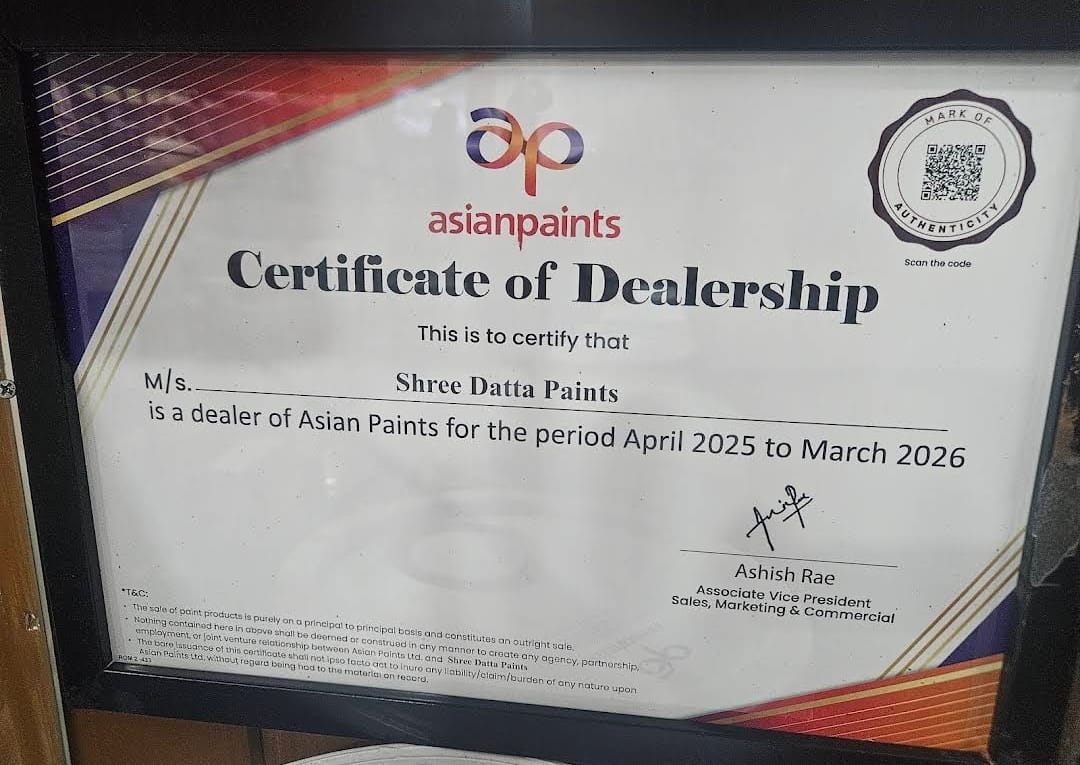 ap
asianpaints
MARK OF
AUTHENTICITY
Scan the code
Certificate of Dealership
This is to certify that
M/s. Shree Datta Paints
is a dealer of Asian Paints for the period April 2025 to March 2026
Ashish Rae
Associate Vice President
Sales, Marketing & Commercial
*T&C:
• The sale of paint products is purely on a principal to principal basis and constitutes an outright sale.
• Nothing contained here in above shall be deemed or construed in any manner to create any agency, partnership,
employment, or joint venture relationship between Asian Paints Ltd. and Shree Datta Paints
• The bare issuance of this certificate shall not ipso facto act to inure any liability/claim/burden of any nature upon
Asian Paints Ltd. without regard being had to the material on record.